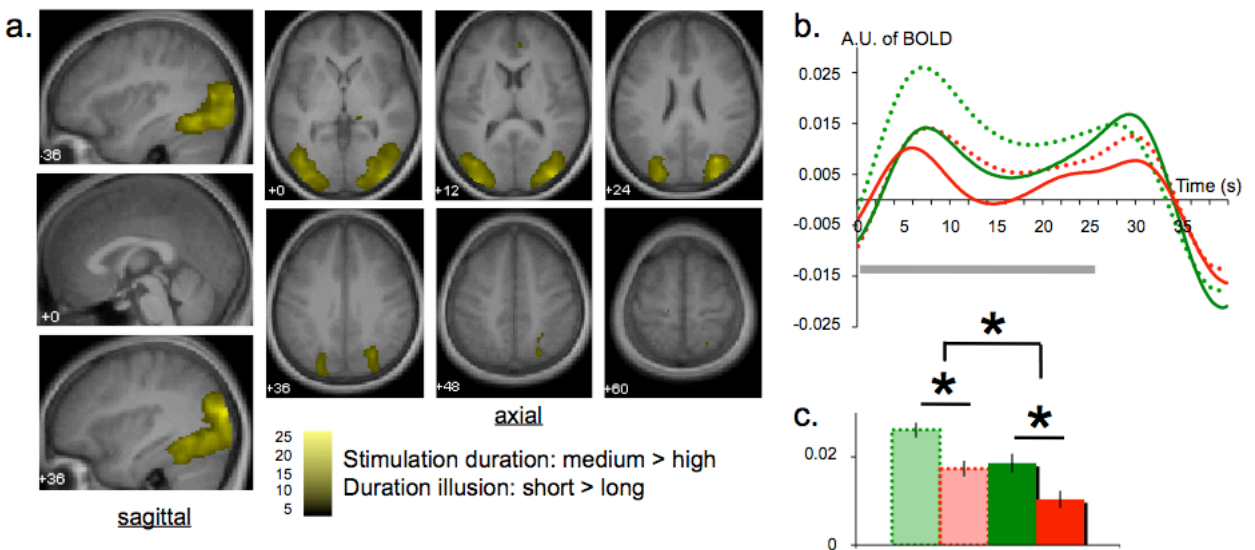 a.
-36
+0
+36
sagittal
+0
+12
+24
+36
+48
+60
axial
25
20
15
10
5
Stimulation duration: medium > high
Duration illusion: short > long
b.
A.U. of BOLD
0.025
0.015
0.005
-0.005
-0.015
-0.025
Time (s)
0 5 10 15 20 25 30 35
*
* *
c.
0.02
0